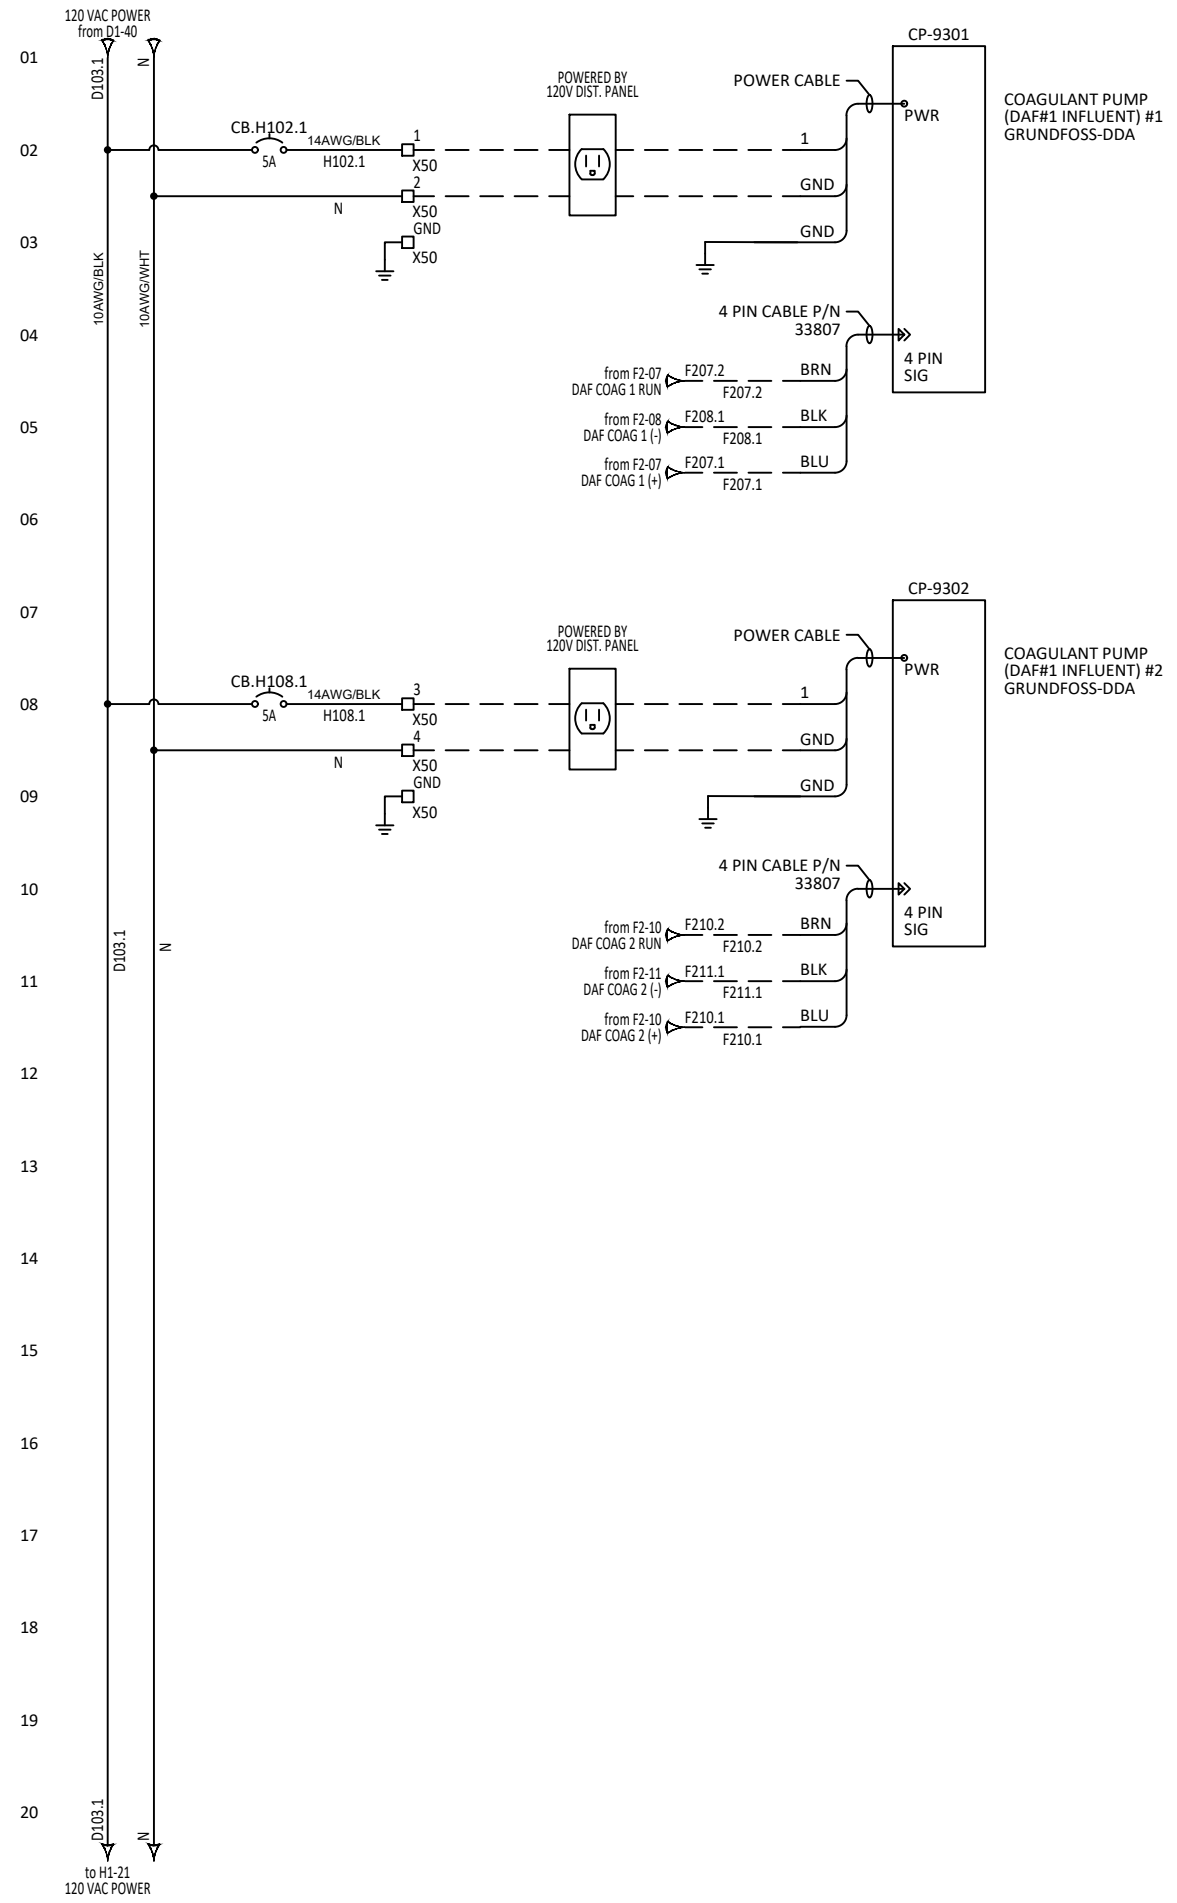 120 VAC POWER
from D1-40
01
D103.1
N
CP-9301
POWER CABLE
PWR
COAGULANT PUMP
(DAF#1 INFLUENT) #1
GRUNDFOSS-DDA
POWERED BY
120V DIST. PANEL
02
CB.H102.1
5A
14AWG/BLK
H102.1
1
X50
1
N
2
X50
GND
03
GND
X50
GND
10AWG/BLK
10AWG/WHT
04
4 PIN CABLE P/N
33807
4 PIN
SIG
from F2-07
DAF COAG 1 RUN
F207.2
F207.2
BRN
05
from F2-08
DAF COAG 1 (-)
F208.1
F208.1
BLK
from F2-07
DAF COAG 1 (+)
F207.1
F207.1
BLU
06
07
CP-9302
POWER CABLE
PWR
COAGULANT PUMP
(DAF#1 INFLUENT) #2
GRUNDFOSS-DDA
POWERED BY
120V DIST. PANEL
08
CB.H108.1
5A
14AWG/BLK
H108.1
3
X50
1
N
4
X50
GND
09
GND
X50
GND
10
4 PIN CABLE P/N
33807
4 PIN
SIG
from F2-10
DAF COAG 2 RUN
F210.2
F210.2
BRN
D103.1
N
11
from F2-11
DAF COAG 2 (-)
F211.1
F211.1
BLK
from F2-10
DAF COAG 2 (+)
F210.1
F210.1
BLU
12
13
14
15
16
17
18
19
20
D103.1
N
to H1-21
120 VAC POWER